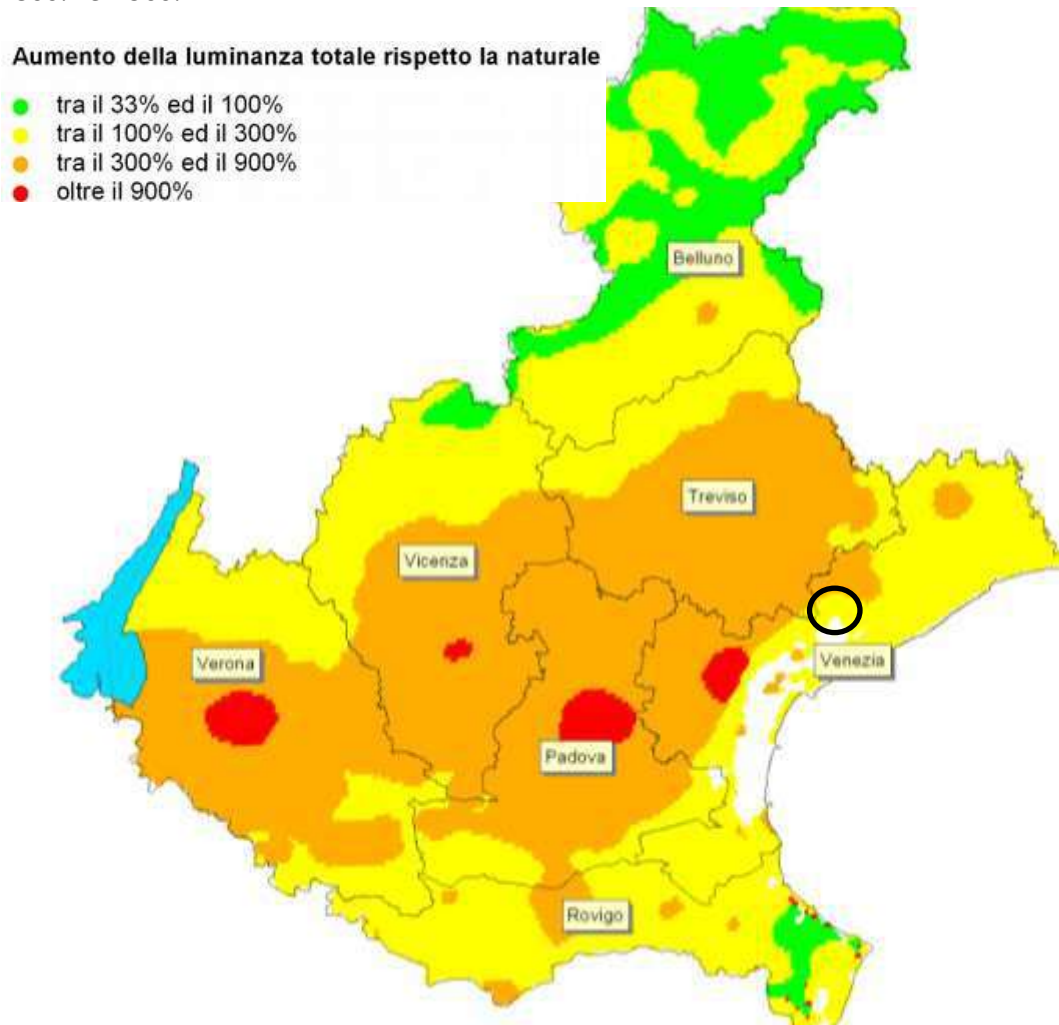 Aumento della luminanza totale rispetto la naturale
tra il 33% ed il 100%
tra il 100% ed il 300%
tra il 300% ed il 900%
oltre il 900%
Belluno
Treviso
Vicenza
Verona
Venezia
Padova
Rovigo